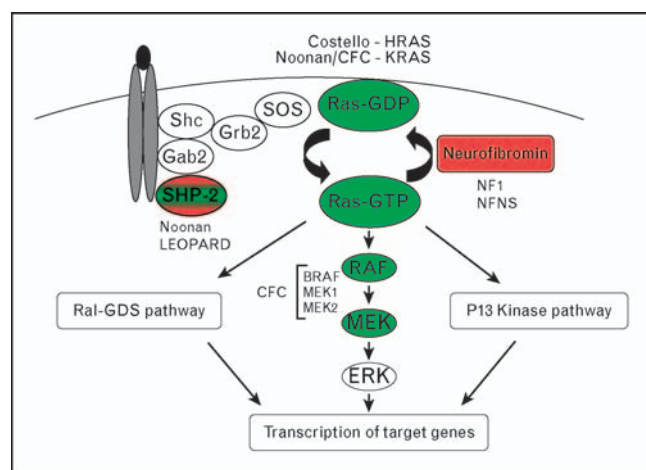 Costello - HRAS
Noonan/CFC - KRAS
Ras-GDP
SOS
Shc
Grb2
Gab2
Neurofibromin
SHP-2
NF1
NFNS
Ras-GTP
Noonan
LEOPARD
RAF
CFC
BRAF
MEK1
MEK2
Ral-GDS pathway
P13 Kinase pathway
MEK
ERK
Transcription of target genes